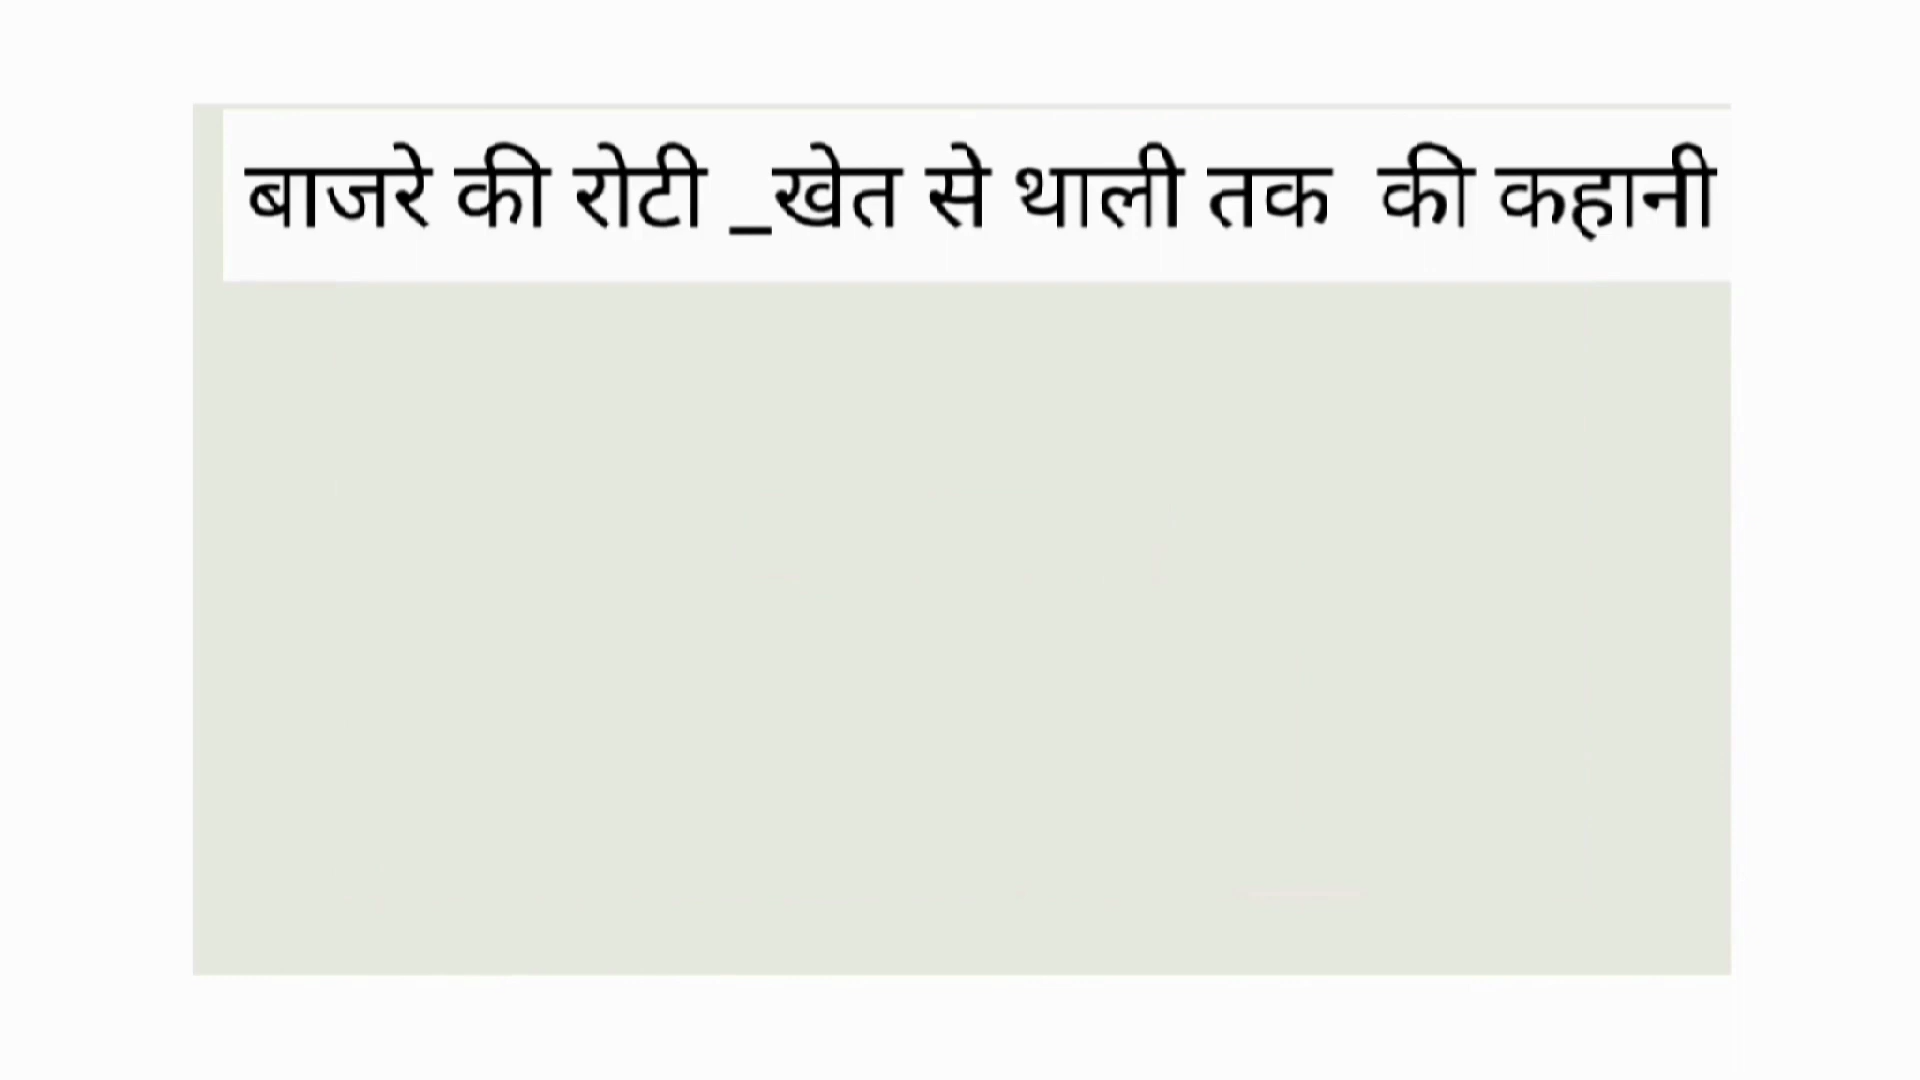 बाजरे की रोटी _खेत से थाली तक  की कहानी